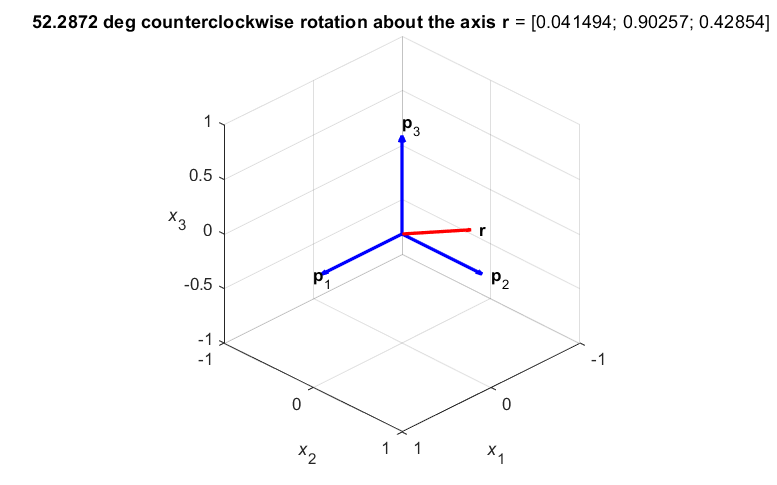 52.2872 deg counterclockwise rotation about the axis r = [0.041494; 0.90257; 0.42854]
1
p3
0.5
x3
0
r
p1
p2
-0.5
-1
-1
-1
0
0
x2
1
1
x1